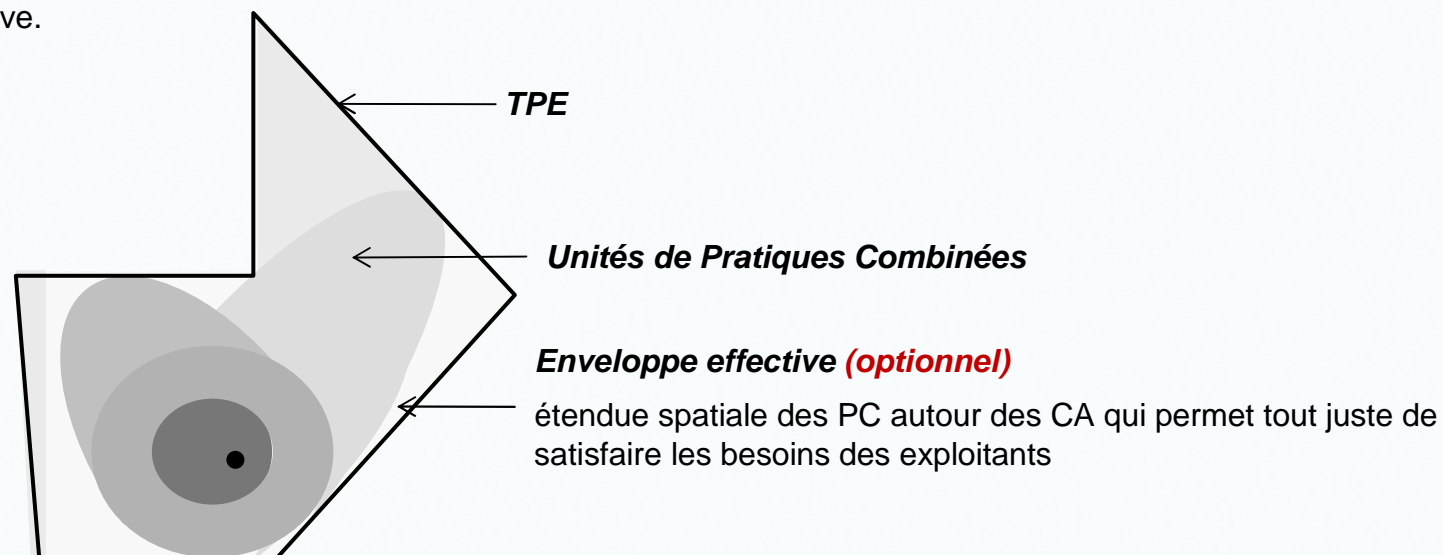 ve.
TPE
Unités de Pratiques Combinées
Enveloppe effective (optionnel)
étendue spatiale des PC autour des CA qui permet tout juste de
satisfaire les besoins des exploitants